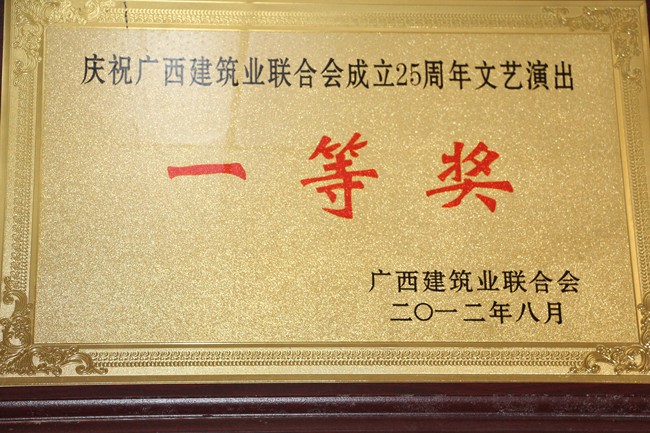 庆祝广西建筑业联合会成立25周年文艺演出
一等奖
广西建筑业联合会
二〇一二年八月